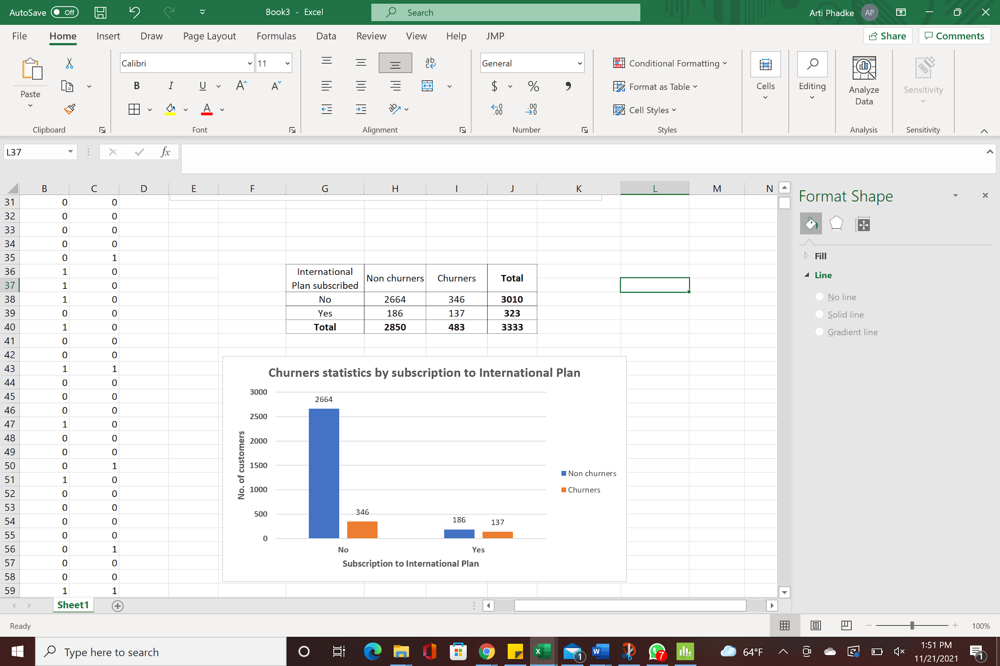 AutoSave Off Book3 - Excel Search Arti Phadke AP
File Home Insert Draw Page Layout Formulas Data Review View Help JMP Share Comments
Paste
Clipboard
Calibri 11
B I U A A
A
Font
ab
c
ab
Alignment
General
$ % ,
0 .00 .00 0
Number
Conditional Formatting
Format as Table
Cell Styles
Styles
Cells
Editing
Analyze
Data
Analysis
Sensitivity
Sensitivity
L37 fx
B C D E F G H I J K L M N
31 0 0
32 0 0
33 0 0
34 0 0
35 0 1
36 1 0
37 1 0
38 1 0
39 0 0
40 1 0
41 0 0
42 0 0
43 1 1
44 0 0
45 0 0
46 0 0
47 1 0
48 0 0
49 0 0
50 0 1
51 1 0
52 0 0
53 0 0
54 0 0
55 0 0
56 0 1
57 0 0
58 0 0
59 1 1
International
Plan subscribed Non churners Churners Total
No 2664 346 3010
Yes 186 137 323
Total 2850 483 3333
Churners statistics by subscription to International Plan
3000
2500
2000
1500
1000
500
0
No. of customers
2664
346
186
137
No Yes
Subscription to International Plan
Non churners
Churners
Format Shape
Fill
Line
No line
Solid line
Gradient line
Sheet1
Ready 100%
Type here to search
X
1
W
7
64°F
1:51 PM
11/21/2021
1